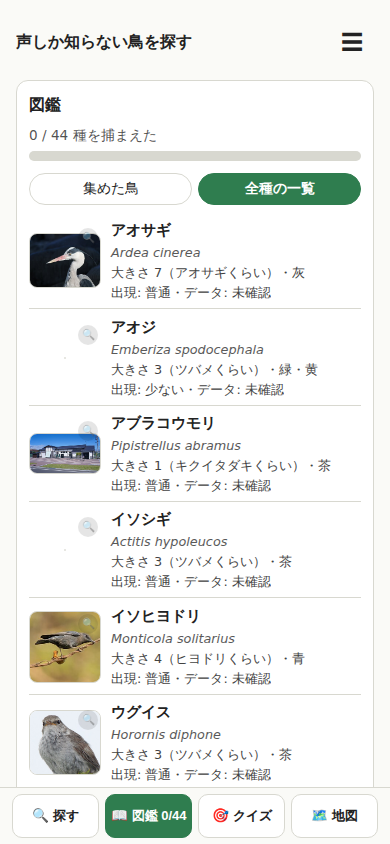 声しか知らない鳥を探す
☰
図鑑
0 / 44 種を捕まえた
集めた鳥
全種の一覧
アオサギ
Ardea cinerea
大きさ 7（アオサギくらい）・灰
出現: 普通・データ: 未確認
アオジ
Emberiza spodocephala
大きさ 3（ツバメくらい）・緑・黄
出現: 少ない・データ: 未確認
アブラコウモリ
Pipistrellus abramus
大きさ 1（キクイタダキくらい）・茶
出現: 普通・データ: 未確認
イソシギ
Actitis hypoleucos
大きさ 3（ツバメくらい）・茶
出現: 普通・データ: 未確認
イソヒヨドリ
Monticola solitarius
大きさ 4（ヒヨドリくらい）・青
出現: 普通・データ: 未確認
ウグイス
Horornis diphone
大きさ 3（ツバメくらい）・茶
出現: 普通・データ: 未確認
🔍 探す
📖 図鑑 0/44
🎯 クイズ
🗺️ 地図